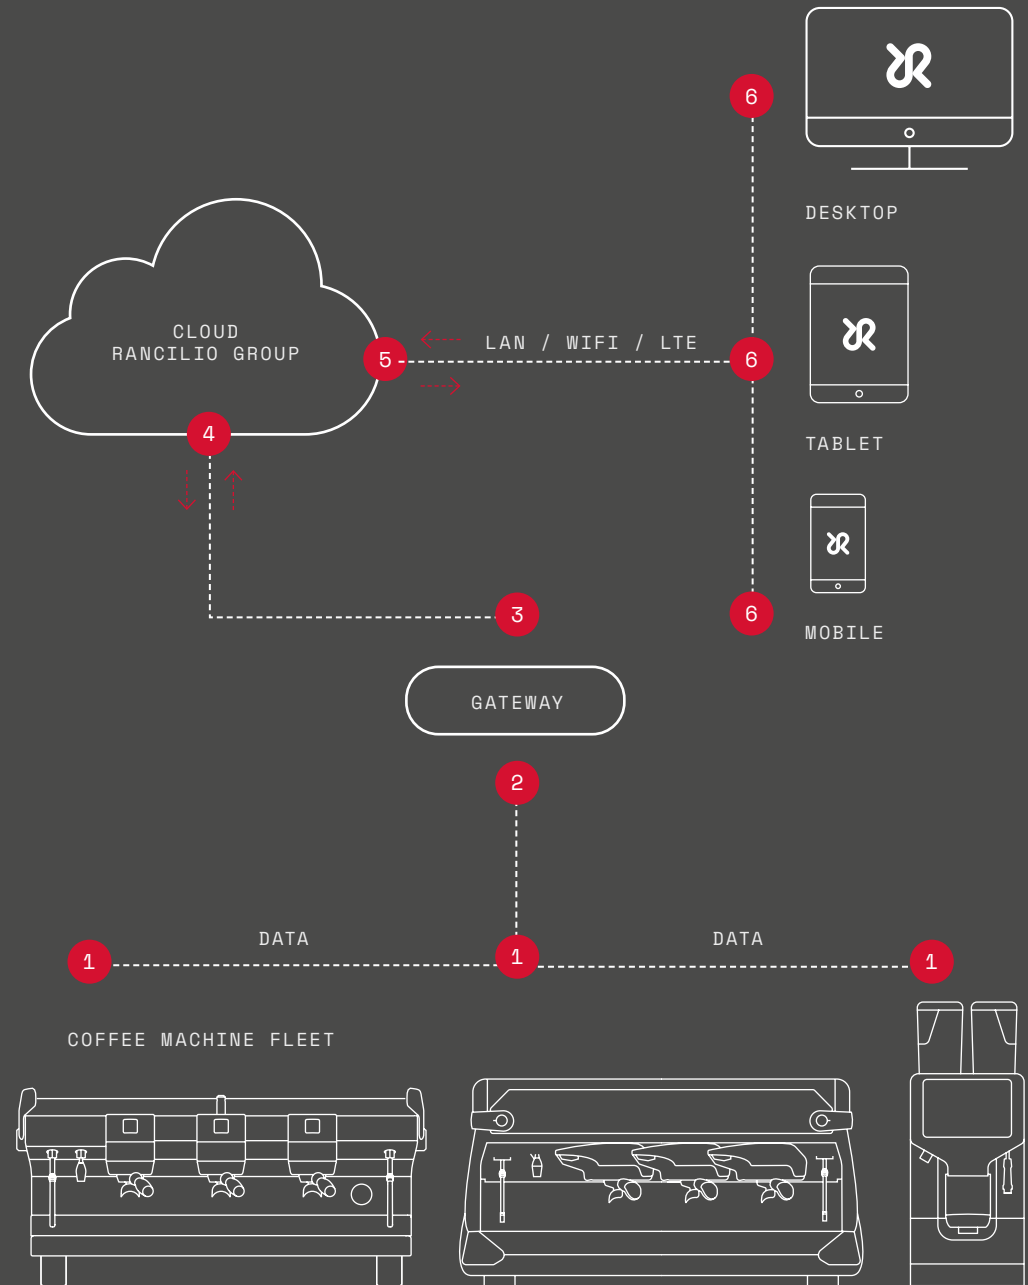 6
DESKTOP
CLOUD
RANCILIO GROUP
5
LAN / WIFI / LTE
6
4
TABLET
3
6
MOBILE
GATEWAY
2
DATA
DATA
1
1
1
COFFEE MACHINE FLEET